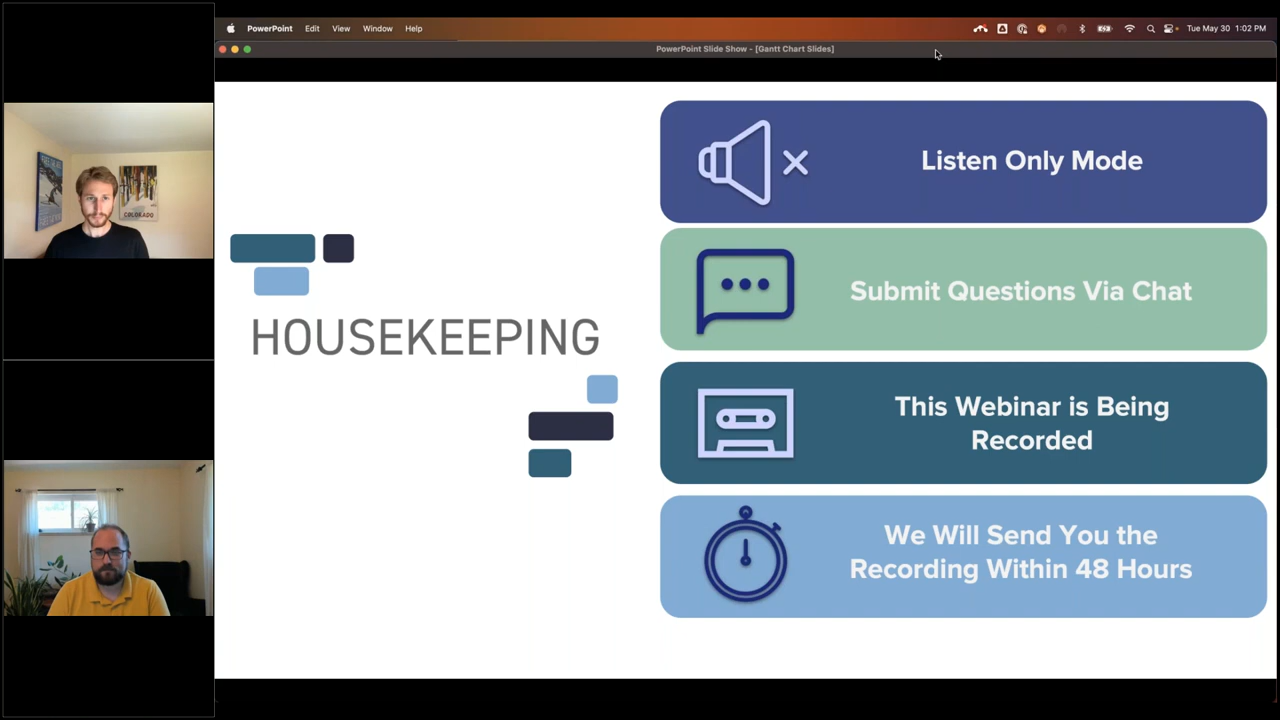 PowerPoint Edit View Window Help
Tue May 30 1:02 PM
PowerPoint Slide Show - [Gantt Chart Slides]
COLORADO
Listen Only Mode
Submit Questions Via Chat
HOUSEKEEPING
This Webinar is Being
Recorded
We Will Send You the
Recording Within 48 Hours